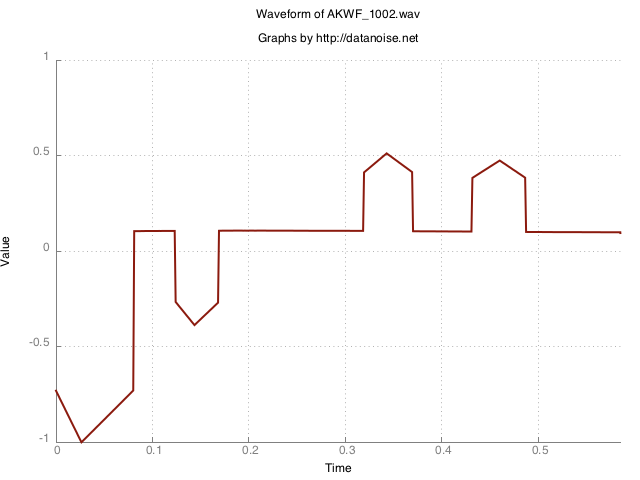 Waveform of AKWF_1002.wav
Graphs by http://datanoise.net
1
0.5
0
-0.5
-1
Value
0 0.1 0.2 0.3 0.4 0.5
Time